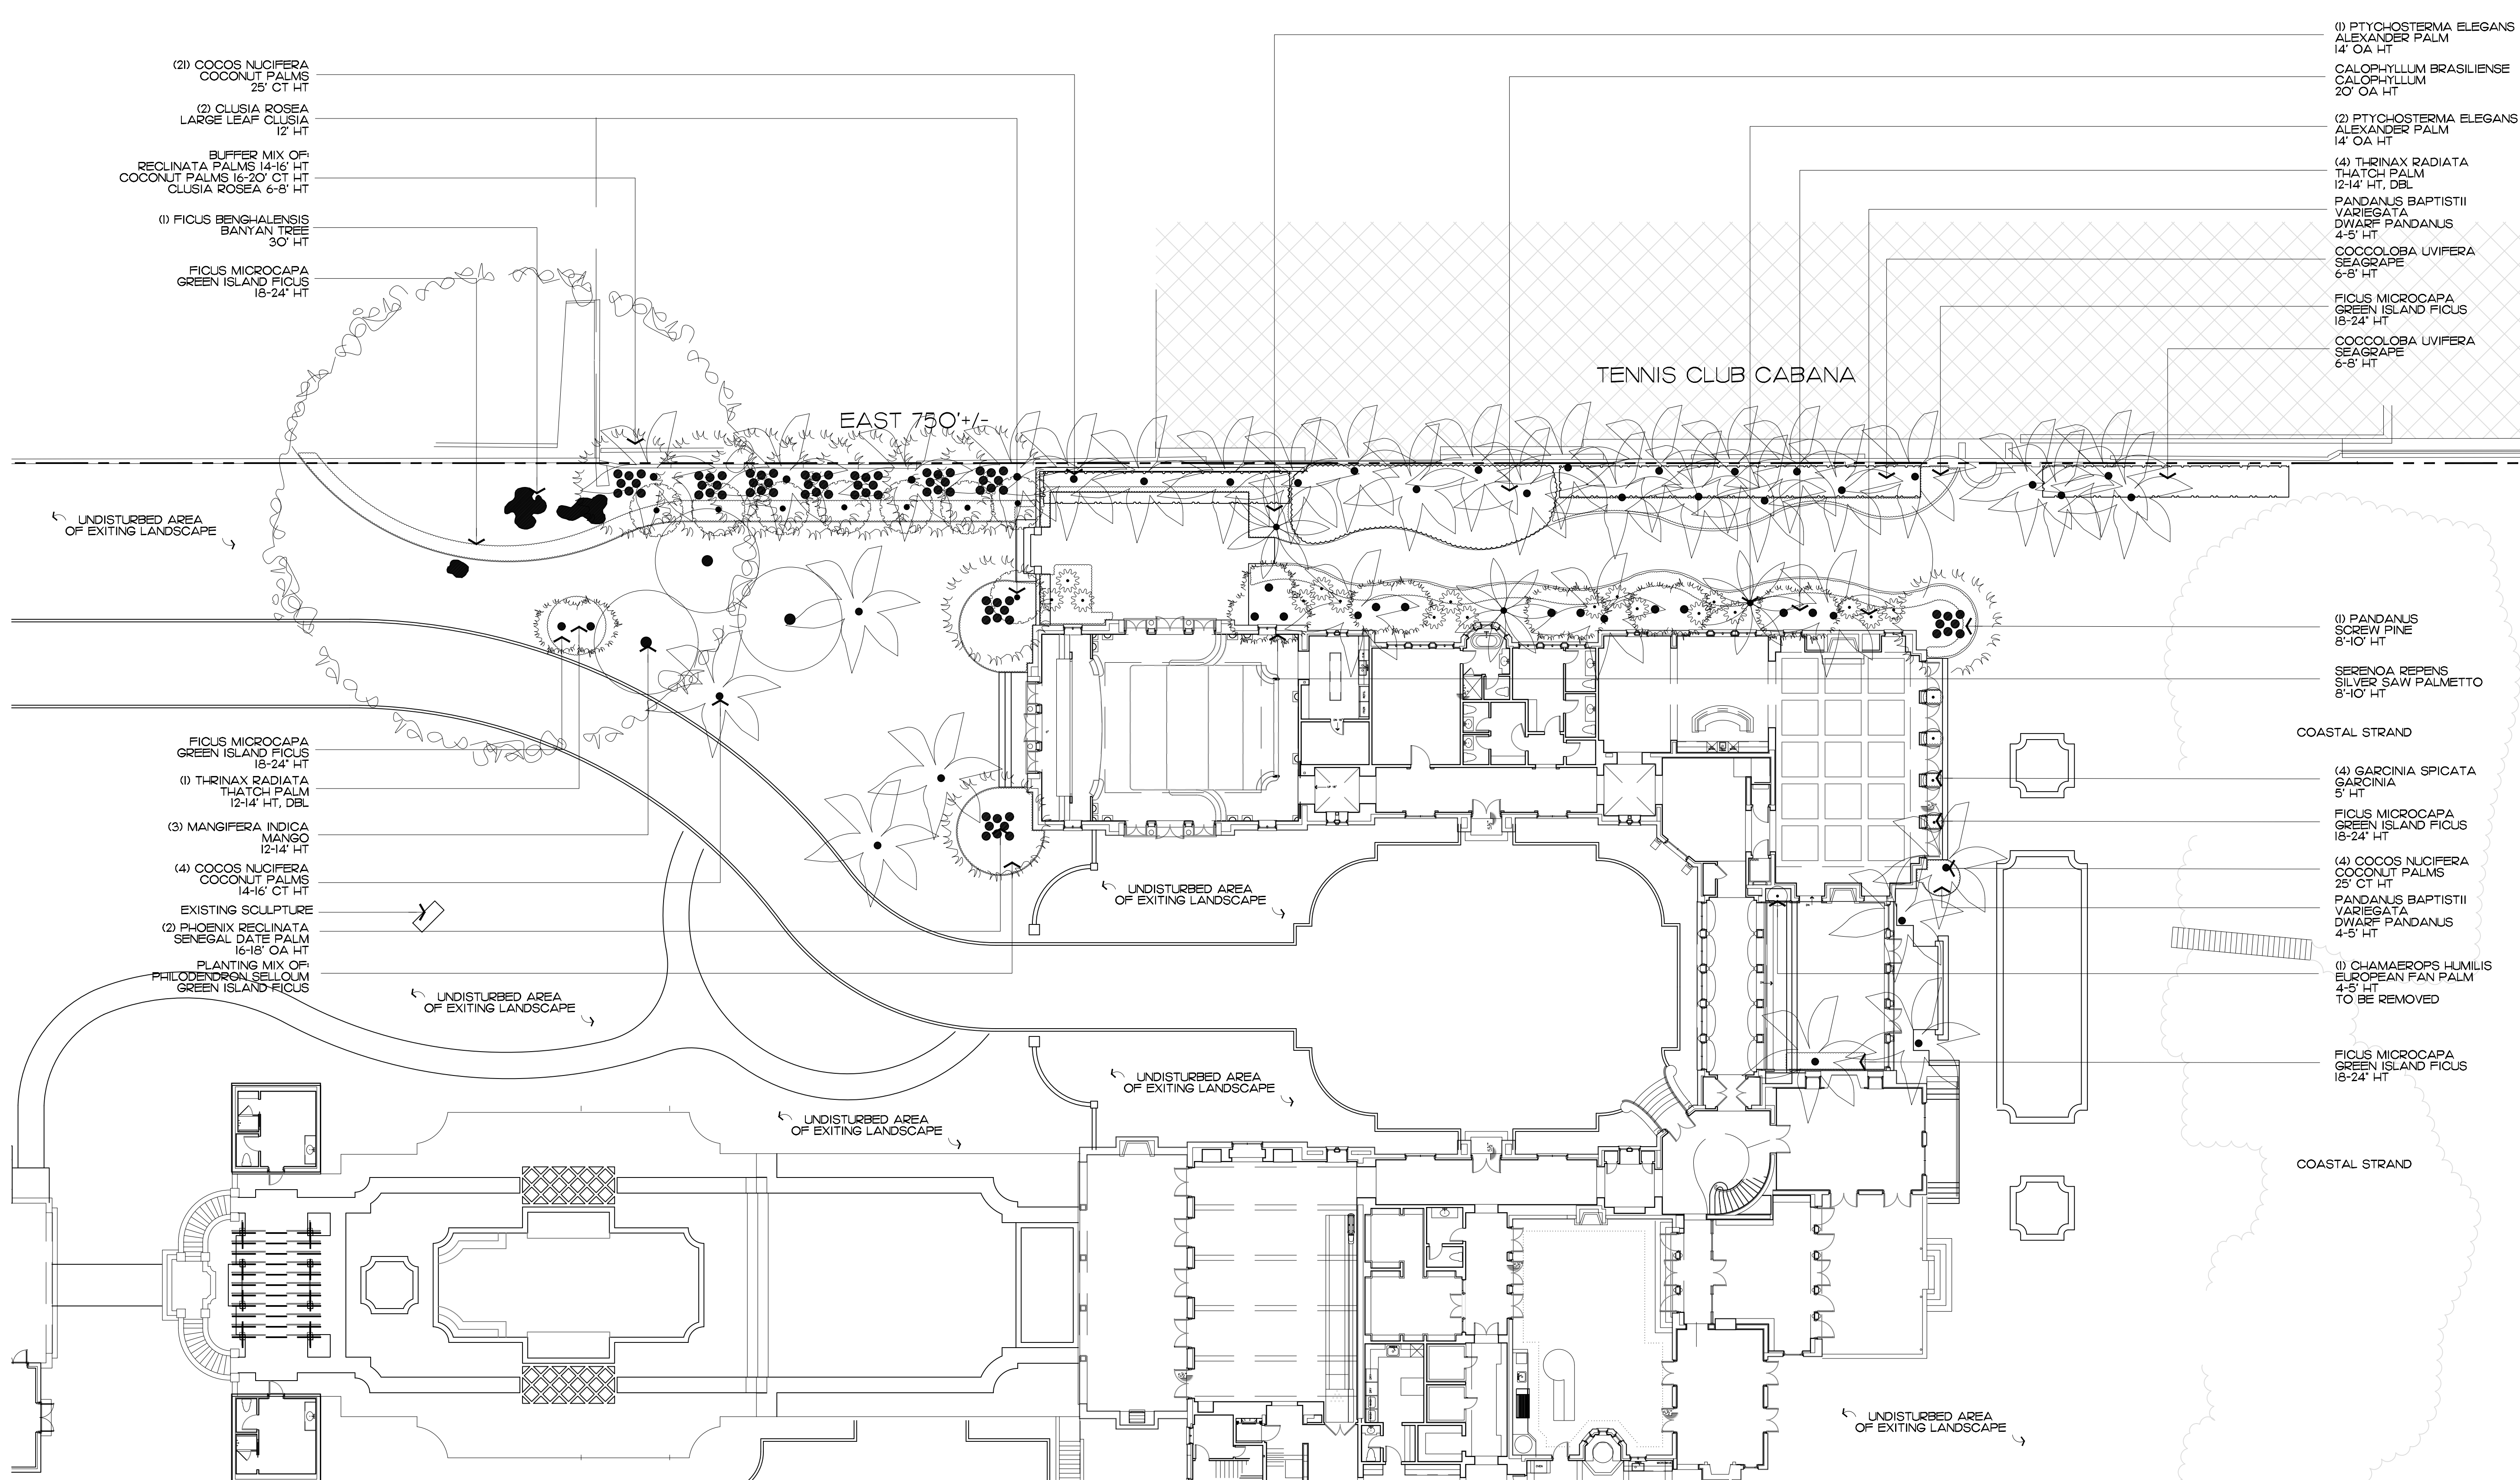 (21) COCOS NUCIFERA
COCONUT PALMS
25' CT HT
(2) CLUSIA ROSEA
LARGE LEAF CLUSIA
12' HT
BUFFER MIX OF:
RECLINATA PALMS 14-16' HT
COCONUT PALMS 16-20' CT HT
CLUSIA ROSEA 6-8' HT
(1) FICUS BENGHALENSIS
BANYAN TREE
30' HT
FICUS MICROCAPA
GREEN ISLAND FICUS
18-24" HT
(1) PTYCHOSTERMA ELEGANS
ALEXANDER PALM
14' OA HT
CALOPHYLLUM BRASILIENSE
CALOPHYLLUM
20' OA HT
(2) PTYCHOSTERMA ELEGANS
ALEXANDER PALM
14' OA HT
(4) THRINAX RADIATA
THATCH PALM
12-14' HT, DBL
PANDANUS BAPTISTII
VARIEGATA
DWARF PANDANUS
4-5' HT
COCCOLOBA UVIFERA
SEAGRAPE
6-8' HT
FICUS MICROCAPA
GREEN ISLAND FICUS
18-24" HT
COCCOLOBA UVIFERA
SEAGRAPE
6-8' HT
TENNIS CLUB CABANA
EAST 750'+/-
UNDISTURBED AREA
OF EXITING LANDSCAPE
FICUS MICROCAPA
GREEN ISLAND FICUS
18-24" HT
(1) THRINAX RADIATA
THATCH PALM
12-14' HT, DBL
(3) MANGIFERA INDICA
MANGO
12-14' HT
(4) COCOS NUCIFERA
COCONUT PALMS
14-16' CT HT
EXISTING SCULPTURE
(2) PHOENIX RECLINATA
SENEGAL DATE PALM
16-18' OA HT
PLANTING MIX OF:
PHILODENDRON SELLOUM
GREEN ISLAND FICUS
(1) PANDANUS
SCREW PINE
8'-10' HT
SERENOA REPENS
SILVER SAW PALMETTO
8'-10' HT
COASTAL STRAND
(4) GARCINIA SPICATA
GARCINIA
5' HT
FICUS MICROCAPA
GREEN ISLAND FICUS
18-24" HT
(4) COCOS NUCIFERA
COCONUT PALMS
25' CT HT
PANDANUS BAPTISTII
VARIEGATA
DWARF PANDANUS
4-5' HT
(1) CHAMAEROPS HUMILIS
EUROPEAN FAN PALM
4-5' HT
TO BE REMOVED
FICUS MICROCAPA
GREEN ISLAND FICUS
18-24" HT
UNDISTURBED AREA
OF EXITING LANDSCAPE
UNDISTURBED AREA
OF EXITING LANDSCAPE
UNDISTURBED AREA
OF EXITING LANDSCAPE
UNDISTURBED AREA
OF EXITING LANDSCAPE
COASTAL STRAND
UNDISTURBED AREA
OF EXITING LANDSCAPE